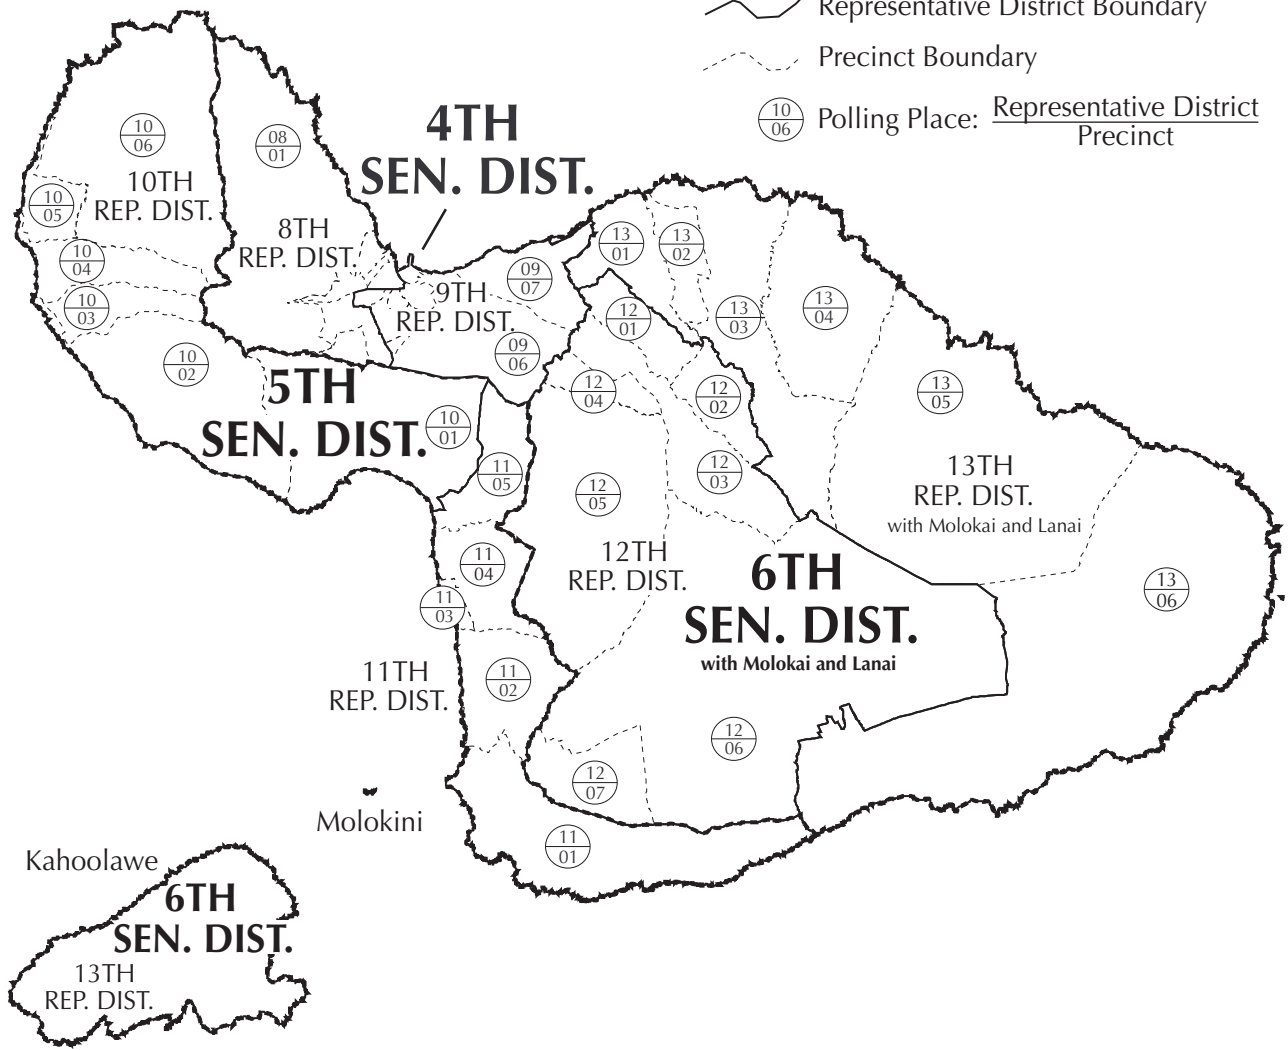 Representative District Boundary
Precinct Boundary
10
06
Polling Place: Representative District
Precinct
4TH
SEN. DIST.
10
06
08
01
10TH
REP. DIST.
10
05
8TH
REP. DIST.
13
01
13
02
10
04
09
07
10
03
9TH
REP. DIST.
12
01
13
03
13
04
10
02
09
06
5TH
SEN. DIST.
12
04
12
02
13
05
10
01
11
05
12
05
12
03
13TH
REP. DIST.
with Molokai and Lanai
11
04
12TH
REP. DIST.
6TH
SEN. DIST.
with Molokai and Lanai
13
06
11
03
11TH
REP. DIST.
11
02
12
06
12
07
Molokini
11
01
Kahoolawe
6TH
SEN. DIST.
13TH
REP. DIST.